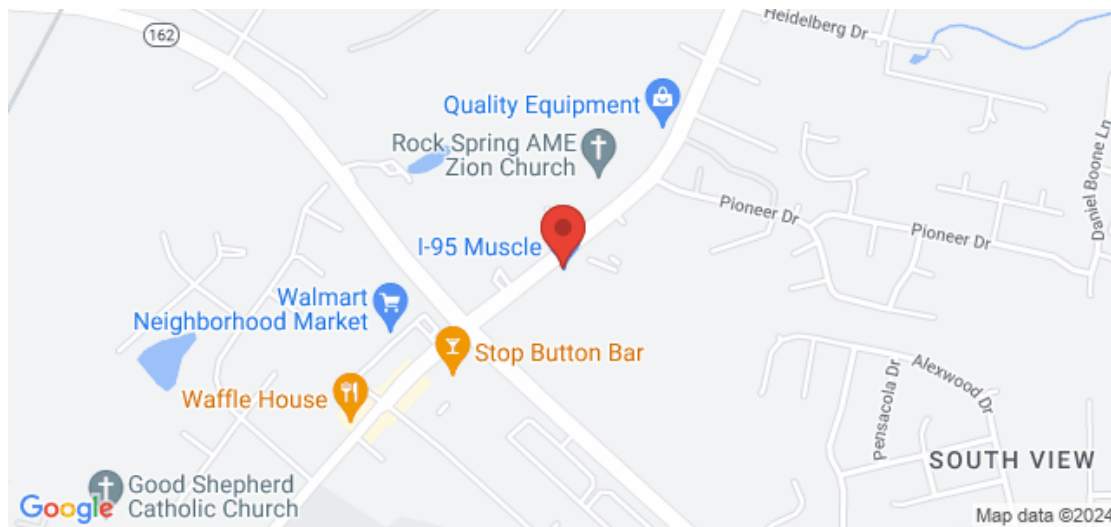 162
Heidelberg Dr
Quality Equipment
Rock Spring AME
Zion Church
Daniel Boone Ln
Pioneer Dr
Pioneer Dr
I-95 Muscle
Walmart
Neighborhood Market
Stop Button Bar
Waffle House
Alexwood Dr
Pensacola Dr
SOUTH VIEW
Good Shepherd
Catholic Church
Google
Map data ©2024